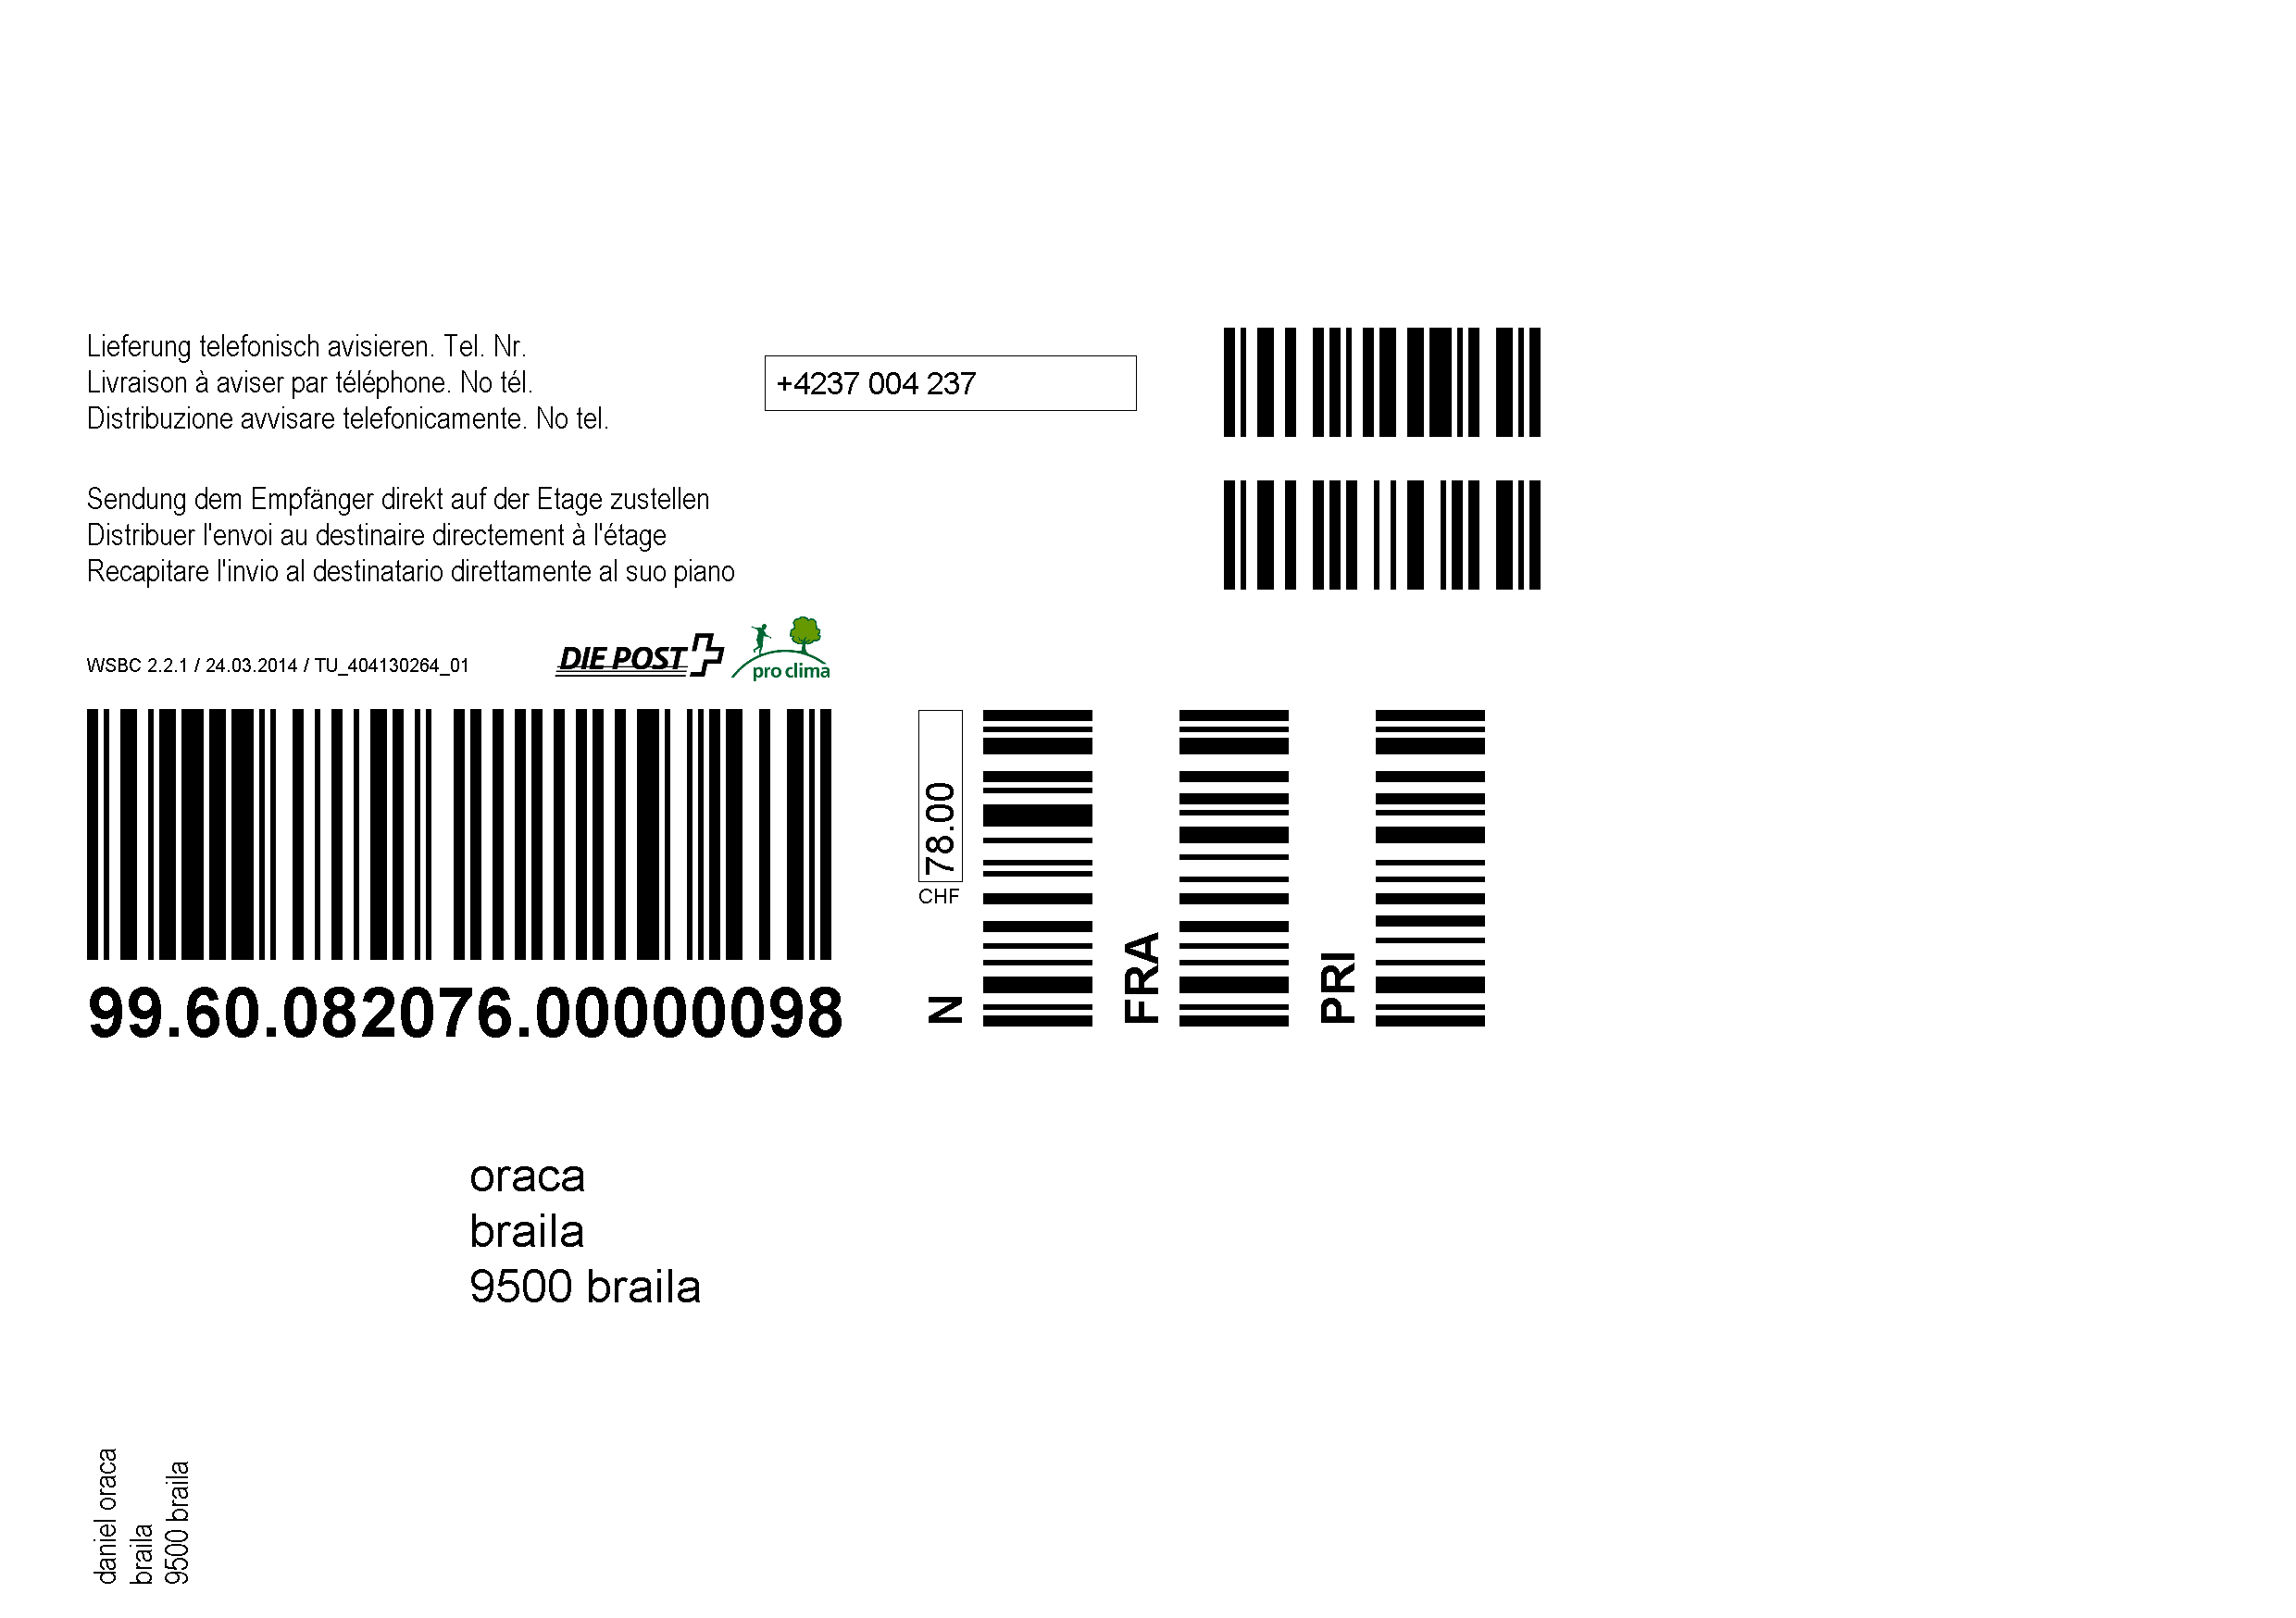 Lieferung telefonisch avisieren. Tel. Nr.
Livraison à aviser par téléphone. No tél.
Distribuzione avvisare telefonicamente. No tel.
+4237 004 237
Sendung dem Empfänger direkt auf der Etage zustellen
Distribuer l'envoi au destinaire directement à l'étage
Recapitare l'invio al destinatario direttamente al suo piano
WSBC 2.2.1 / 24.03.2014 / TU_404130264_01
DIE POST
pro clima
99.60.082076.00000098
CHF 78.00
N
FRA
PRI
oraca
braila
9500 braila
daniel oraca
braila
9500 braila